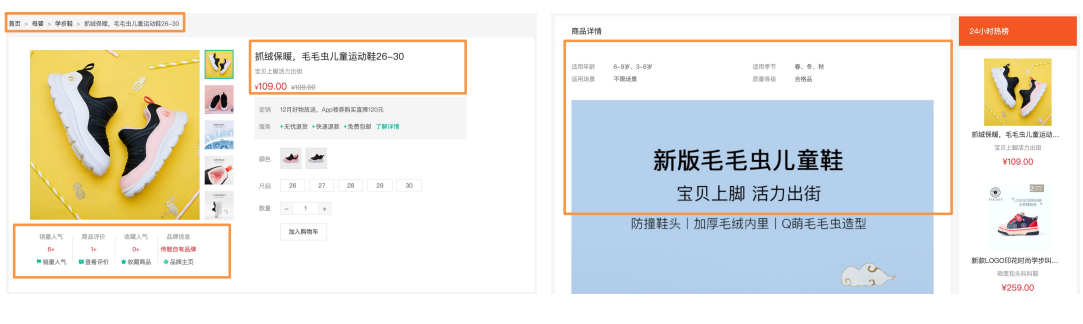 首页 > 母婴 > 学步鞋 > 抓绒保暖，毛毛虫儿童运动鞋26-30
抓绒保暖，毛毛虫儿童运动鞋26-30
宝贝上脚活力出街
¥109.00 ¥109.00
促销 12月好物放送，App领券购买直降120元
服务 •无忧退货 •快速退款 •免费包邮 了解详情
颜色
尺码 26 27 28 29 30
数量 - 1 +
加入购物车
销量人气 商品评价 收藏人气 品牌信息
6+ 1+ 0+ 传智自有品牌
销量人气 查看评价 收藏商品 品牌主页
商品详情
适用年龄 6-9岁、3-6岁 适用季节 春、冬、秋
适用场景 不限场景 质量等级 合格品
新版毛毛虫儿童鞋
宝贝上脚 活力出街
防撞鞋头｜加厚毛绒内里｜Q萌毛毛虫造型
24小时热榜
抓绒保暖，毛毛虫儿童运动...
宝贝上脚活力出街
¥109.00
新款LOGO印花时尚学步叫...
软底包头叫叫鞋
¥259.00